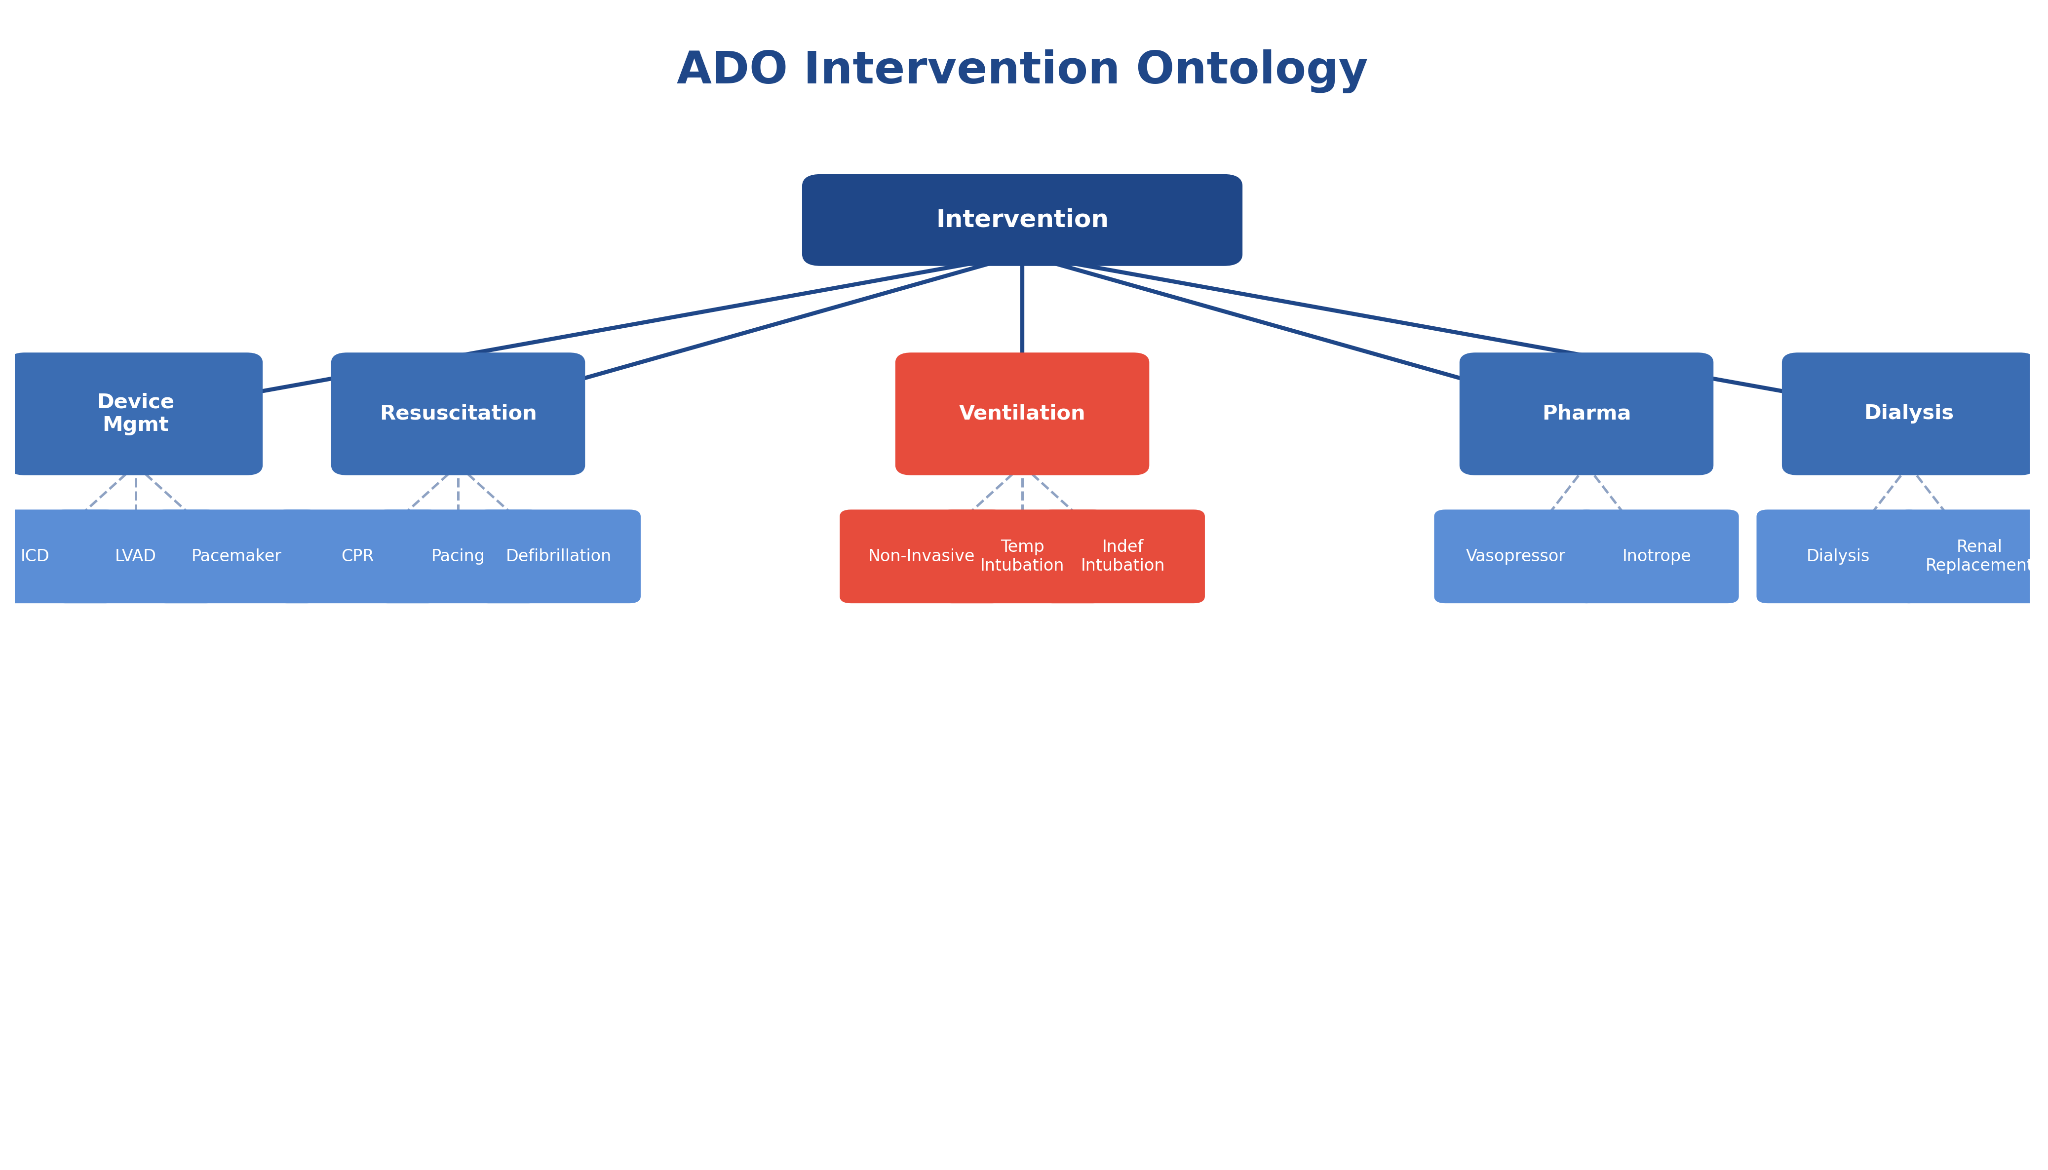 ADO Intervention Ontology
Intervention
Device
Mgmt
Resuscitation
Ventilation
Pharma
Dialysis
ICD
LVAD
Pacemaker
CPR
Pacing
Defibrillation
Non-Invasive
Temp
Intubation
Indef
Intubation
Vasopressor
Inotrope
Dialysis
Renal
Replacement